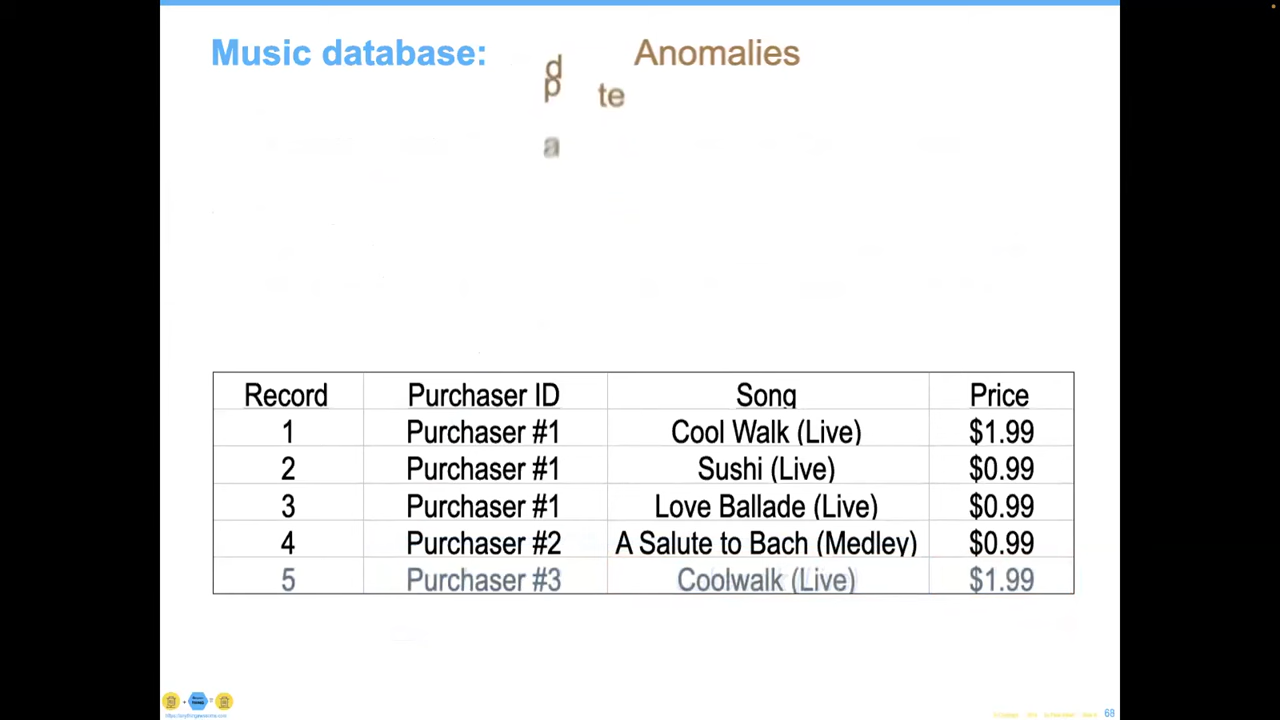 Music database: Anomalies
d
p te
a
Record Purchaser ID Song Price
1 Purchaser #1 Cool Walk (Live) $1.99
2 Purchaser #1 Sushi (Live) $0.99
3 Purchaser #1 Love Ballade (Live) $0.99
4 Purchaser #2 A Salute to Bach (Medley) $0.99
5 Purchaser #3 Coolwalk (Live) $1.99
68